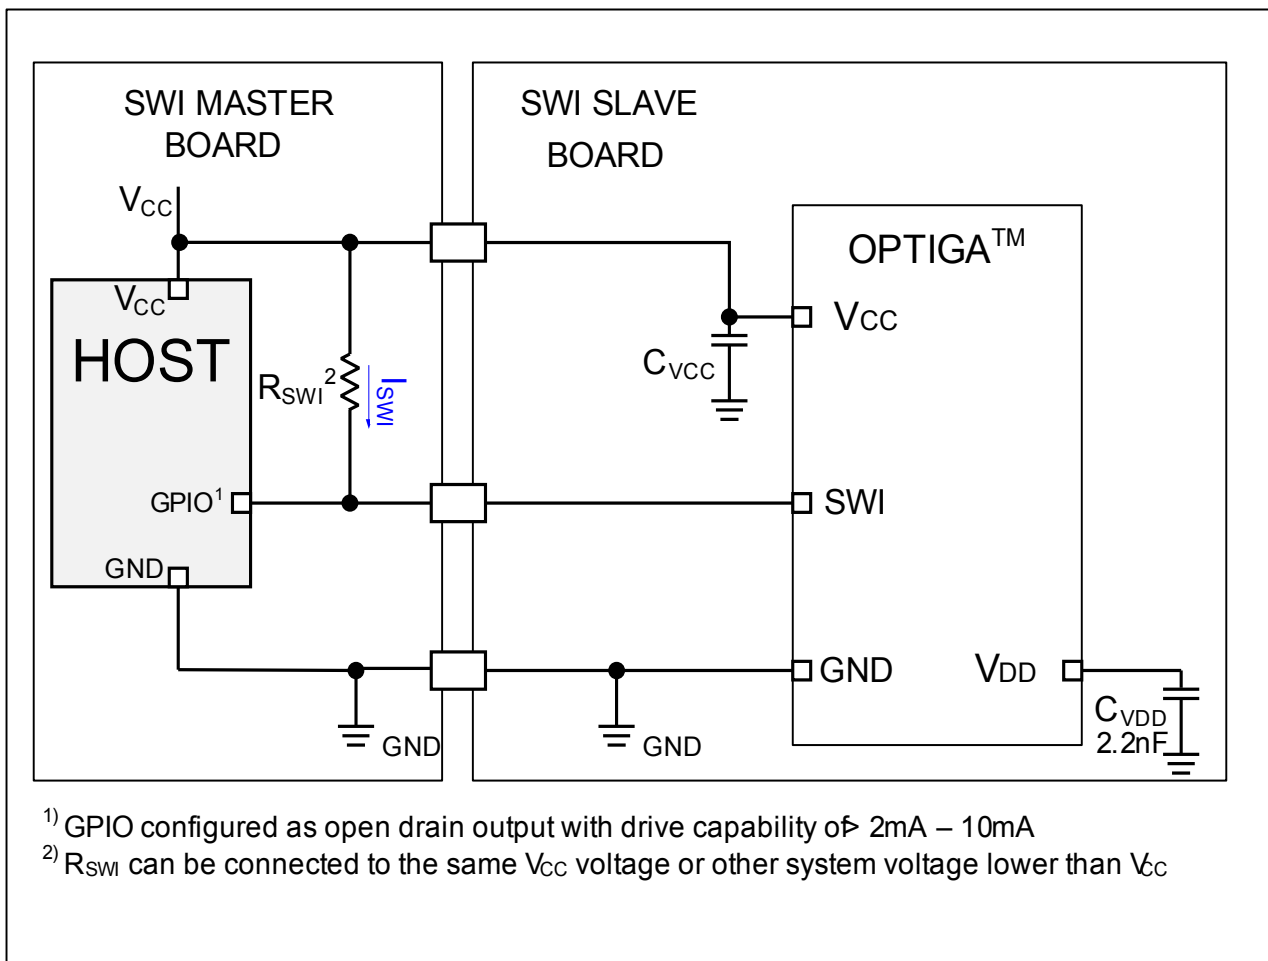 SWI MASTER
BOARD
SWI SLAVE
BOARD
VCC
VCC
HOST
RSWI²
ISWI
GPIO¹
GND
GND
OPTIGA™
VCC
CVCC
SWI
GND
VDD
GND
CVDD
2.2nF
1) GPIO configured as open drain output with drive capability of > 2mA – 10mA
2) RSWI can be connected to the same VCC voltage or other system voltage lower than VCC